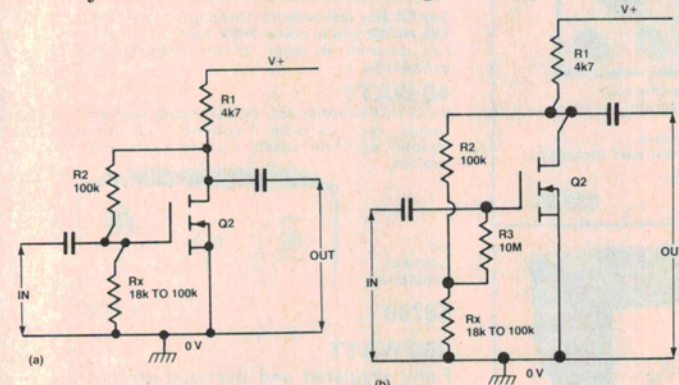 V+
R1
4k7
R2
100k
Q2
IN
OUT
Rx
18k TO 100k
0 V
(a)
V+
R1
4k7
R2
100k
Q2
R3
10M
IN
Rx
18k TO 100k
0 V
(b)